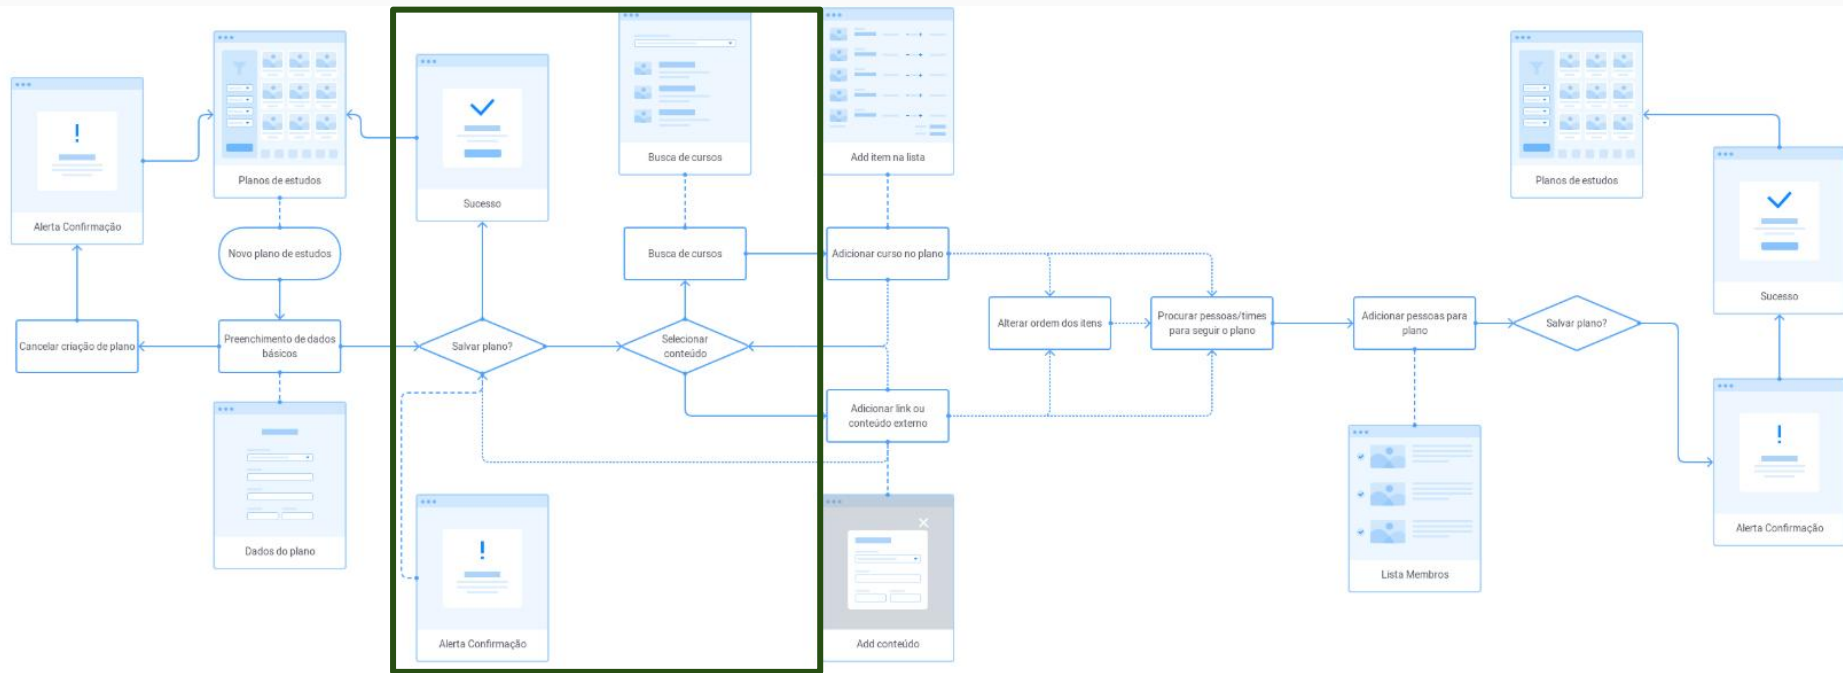 Alerta Confirmação
Planos de estudos
Novo plano de estudos
Cancelar criação de plano
Preenchimento de dados
básicos
Dados do plano
Sucesso
Salvar plano?
Alerta Confirmação
Busca de cursos
Busca de cursos
Selecionar
conteúdo
Add item na lista
Adicionar curso no plano
Adicionar link ou
conteúdo externo
Add conteúdo
Alterar ordem dos itens
Procurar pessoas/times
para seguir o plano
Adicionar pessoas para
plano
Lista Membros
Salvar plano?
Planos de estudos
Sucesso
Alerta Confirmação